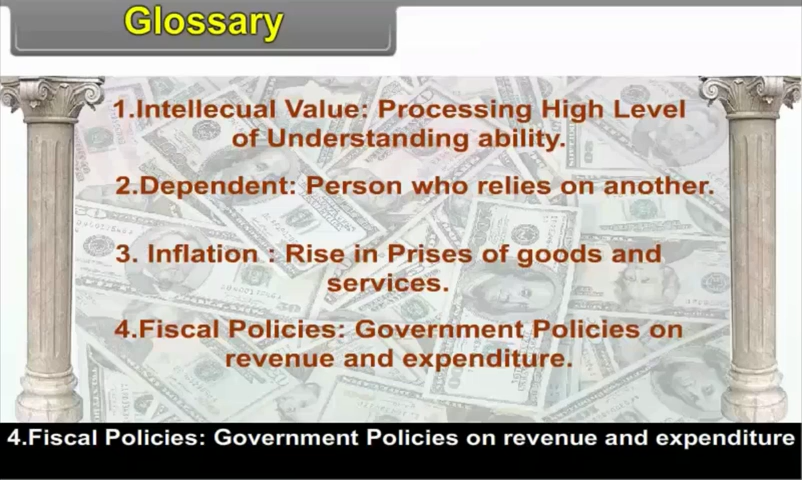 Glossary
1.Intellecual Value: Processing High Level
of Understanding ability.
2.Dependent: Person who relies on another.
3. Inflation : Rise in Prises of goods and
services.
4.Fiscal Policies: Government Policies on
revenue and expenditure.
4.Fiscal Policies: Government Policies on revenue and expenditure